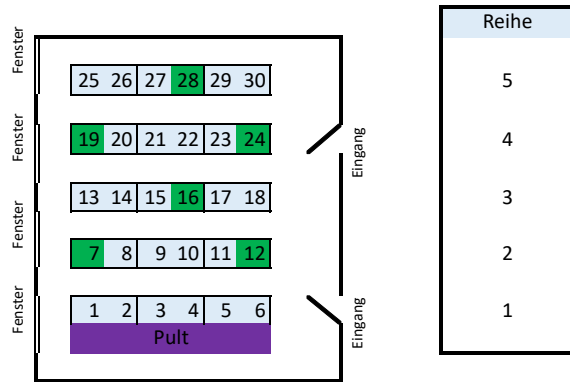 Reihe
Fenster
25 26 27 28 29 30
5
Fenster
19 20 21 22 23 24
4
Eingang
Fenster
13 14 15 16 17 18
3
7 8 9 10 11 12
2
Fenster
1 2 3 4 5 6
1
Eingang
Pult